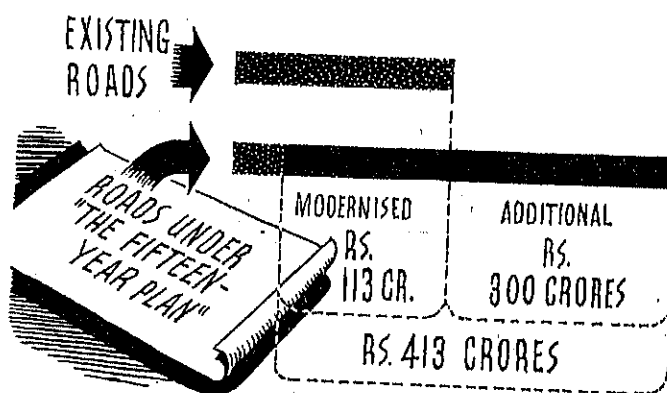 EXISTING
ROADS
ROADS UNDER
"THE FIFTEEN-
YEAR PLAN"
MODERNISED
RS.
113 CR.
ADDITIONAL
RS.
300 CRORES
RS. 413 CRORES